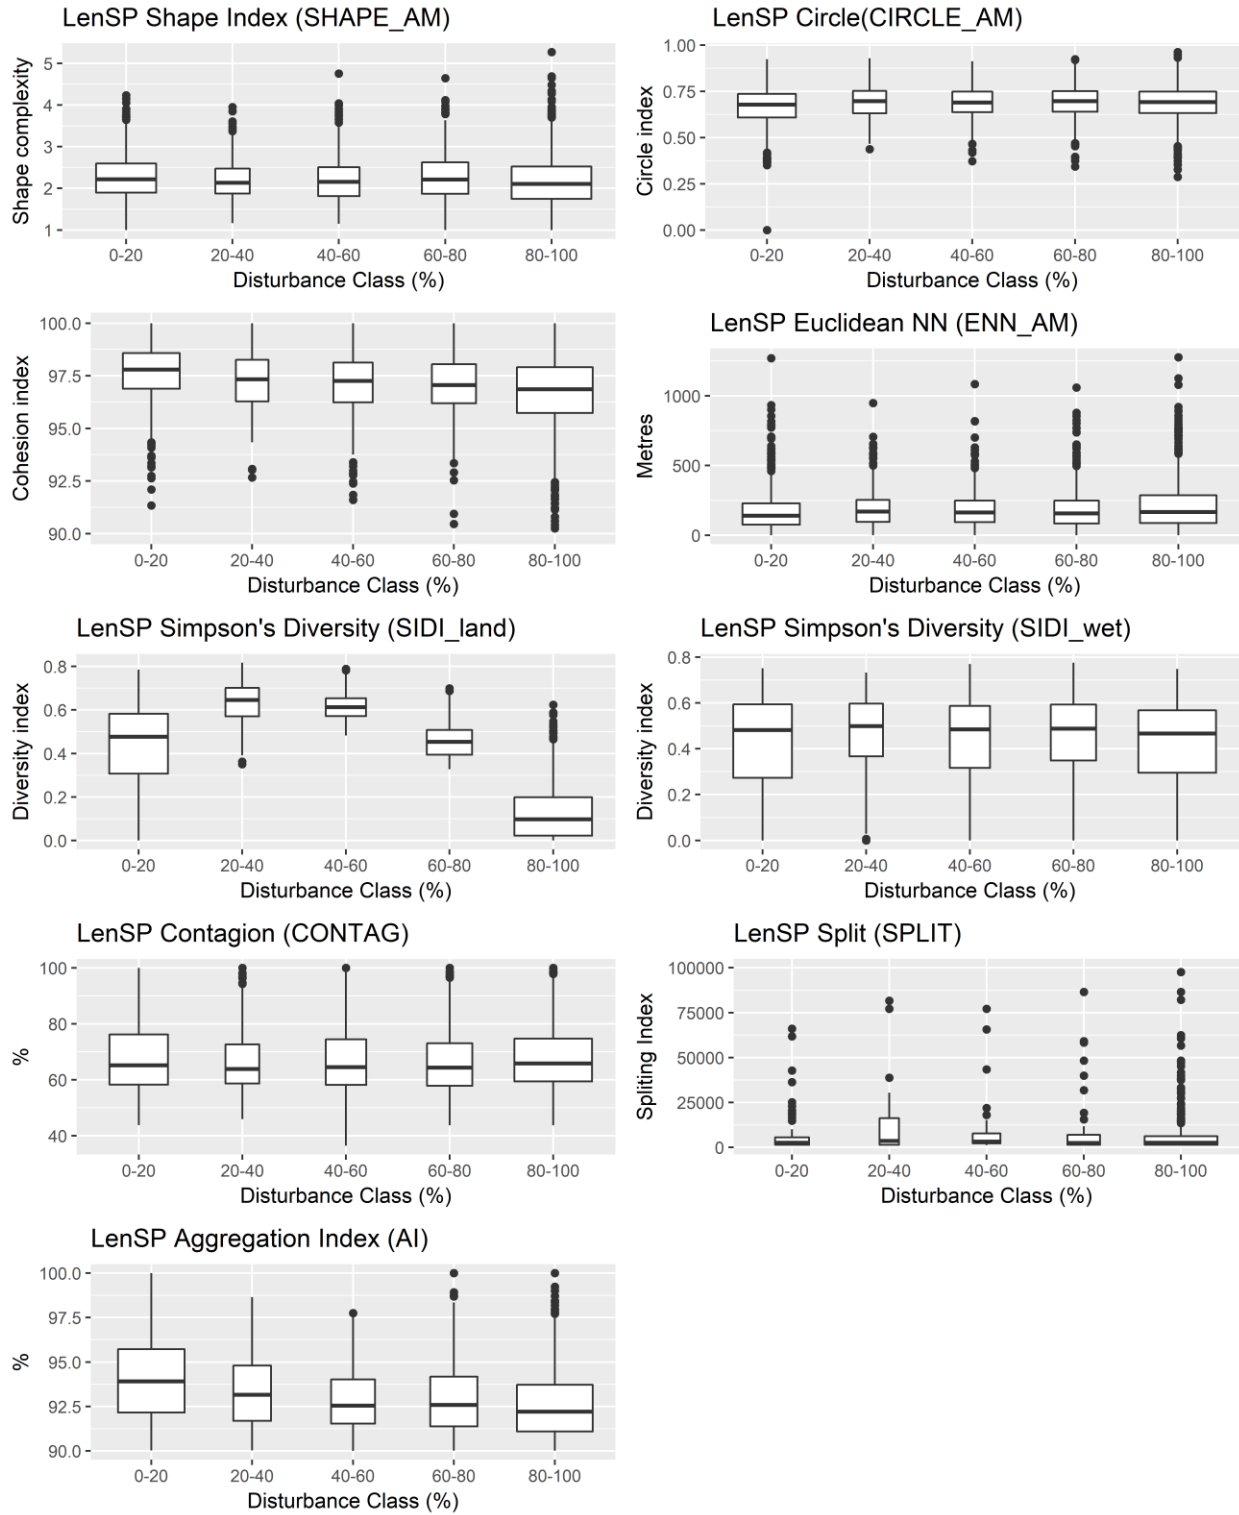 LenSP Shape Index (SHAPE_AM)
Shape complexity
5
4
3
2
1
0-20 20-40 40-60 60-80 80-100
Disturbance Class (%)
LenSP Circle(CIRCLE_AM)
Circle index
1.00
0.75
0.50
0.25
0.00
0-20 20-40 40-60 60-80 80-100
Disturbance Class (%)
Cohesion index
100.0
97.5
95.0
92.5
90.0
0-20 20-40 40-60 60-80 80-100
Disturbance Class (%)
LenSP Euclidean NN (ENN_AM)
Metres
1000
500
0
0-20 20-40 40-60 60-80 80-100
Disturbance Class (%)
LenSP Simpson's Diversity (SIDI_land)
Diversity index
0.8
0.6
0.4
0.2
0.0
0-20 20-40 40-60 60-80 80-100
Disturbance Class (%)
LenSP Simpson's Diversity (SIDI_wet)
Diversity index
0.8
0.6
0.4
0.2
0.0
0-20 20-40 40-60 60-80 80-100
Disturbance Class (%)
LenSP Contagion (CONTAG)
%
100
80
60
40
0-20 20-40 40-60 60-80 80-100
Disturbance Class (%)
LenSP Split (SPLIT)
Spliting Index
100000
75000
50000
25000
0
0-20 20-40 40-60 60-80 80-100
Disturbance Class (%)
LenSP Aggregation Index (AI)
%
100.0
97.5
95.0
92.5
90.0
0-20 20-40 40-60 60-80 80-100
Disturbance Class (%)